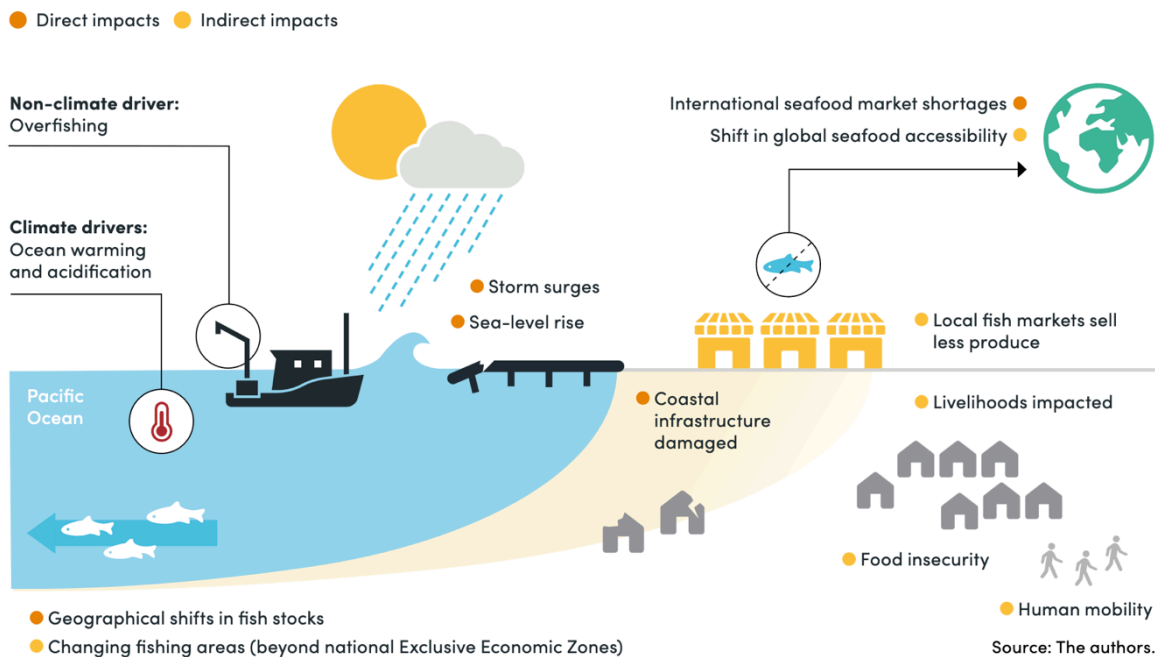 Direct impacts
Indirect impacts
Non-climate driver:
Overfishing
Climate drivers:
Ocean warming
and acidification
International seafood market shortages
Shift in global seafood accessibility
Storm surges
Sea-level rise
Local fish markets sell
less produce
Pacific
Ocean
Coastal
infrastructure
damaged
Livelihoods impacted
Food insecurity
Human mobility
Geographical shifts in fish stocks
Changing fishing areas (beyond national Exclusive Economic Zones)
Source: The authors.